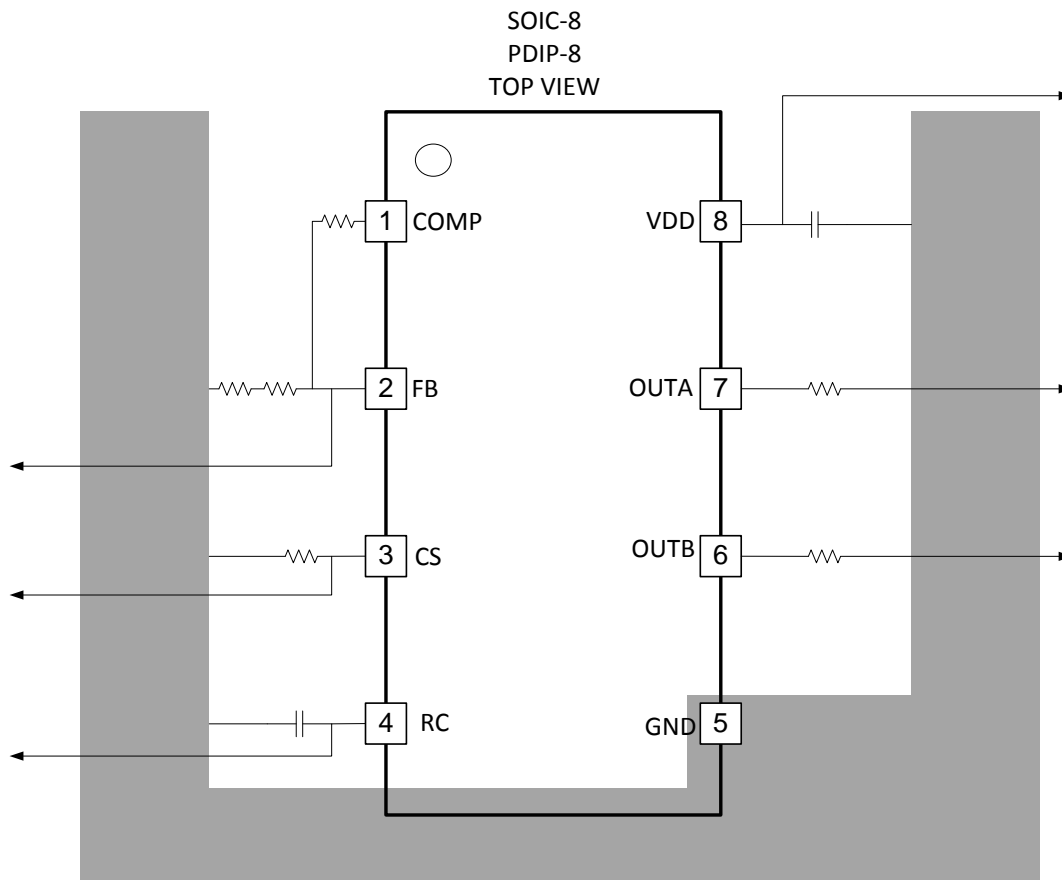 SOIC-8
PDIP-8
TOP VIEW
1 COMP
VDD 8
2 FB
OUTA 7
3 CS
OUTB 6
4 RC
GND 5